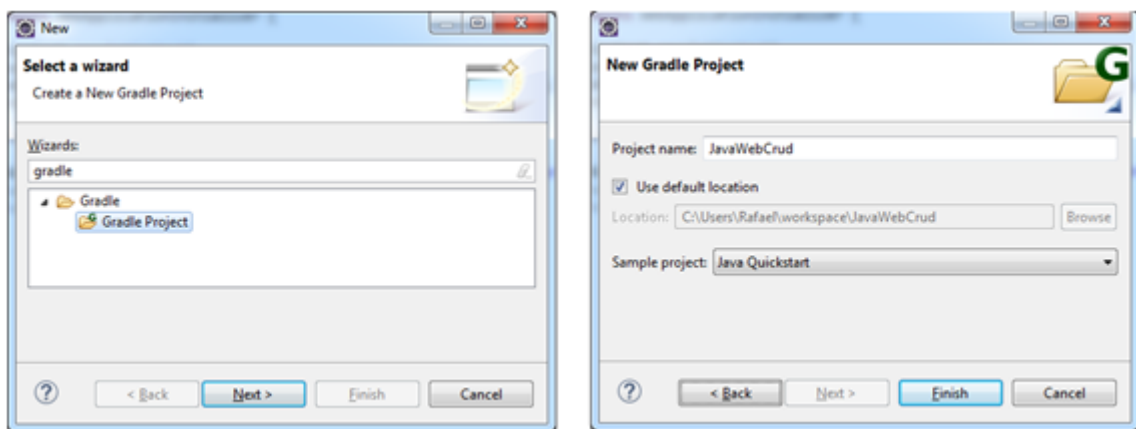 New
Select a wizard
Create a New Gradle Project
Wizards:
gradle
Gradle
Gradle Project
< Back
Next >
Finish
Cancel
New Gradle Project
Project name: JavaWebCrud
Use default location
Location: C:\Users\Rafael\workspace\JavaWebCrud Browse
Sample project: Java Quickstart
< Back
Next >
Finish
Cancel